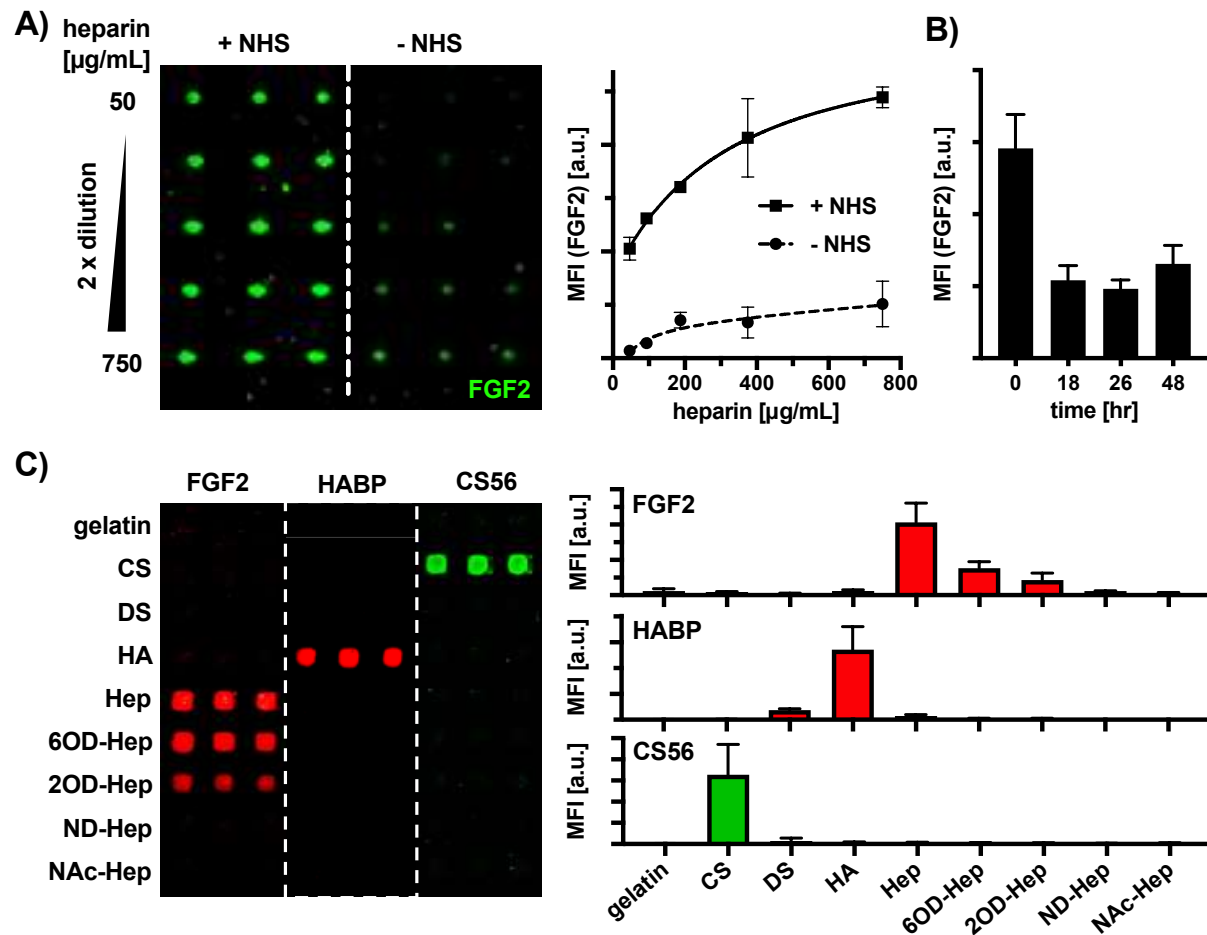 A)
heparin
[µg/mL]
+ NHS
- NHS
50
2 x dilution
750
FGF2
MFI (FGF2) [a.u.]
+ NHS
- NHS
0
200
400
600
800
heparin [µg/mL]
B)
MFI (FGF2) [a.u.]
0
18
26
48
time [hr]
C)
FGF2
HABP
CS56
gelatin
CS
DS
HA
Hep
6OD-Hep
2OD-Hep
ND-Hep
NAc-Hep
FGF2
MFI [a.u.]
HABP
MFI [a.u.]
CS56
MFI [a.u.]
gelatin
CS
DS
HA
Hep
6OD-Hep
2OD-Hep
ND-Hep
NAc-Hep